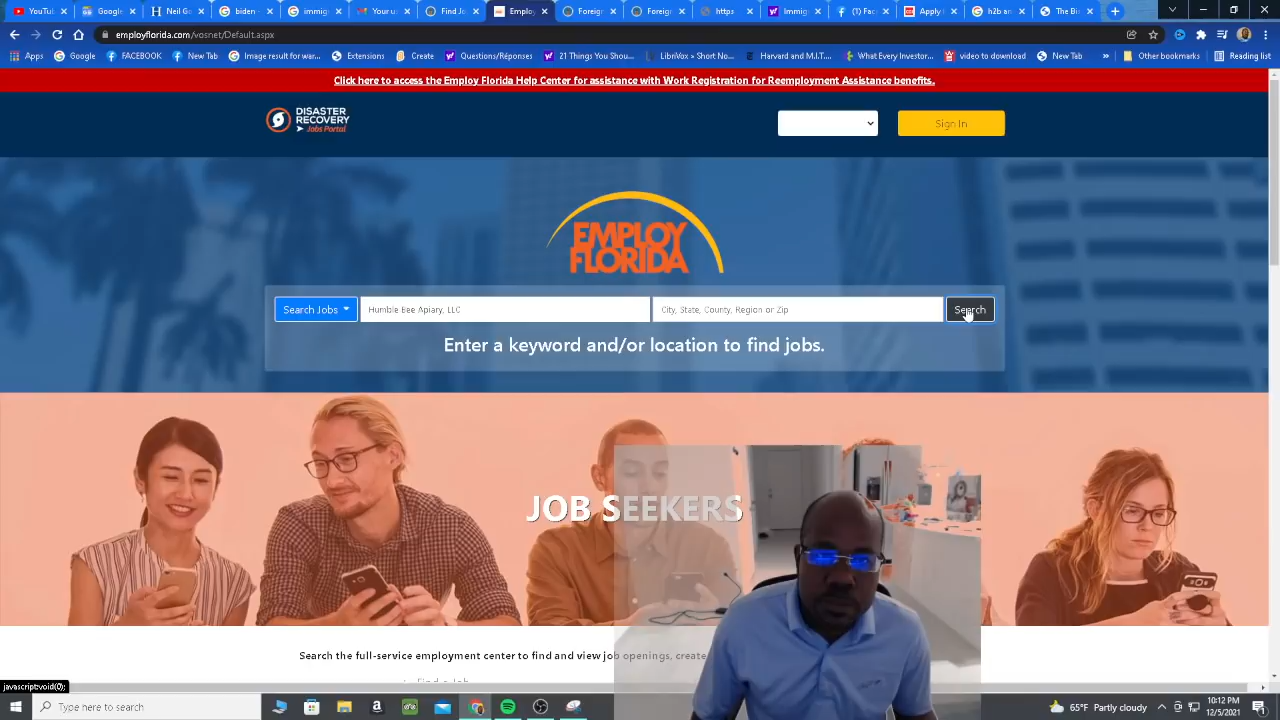 YouTu
Google
Neil Go
biden -
immigr
Your u
Find Jo
Employ
Foreign
Foreign
https
Immig
(1) Fac
Apply f
h2b an
The Bi
employflorida.com/vosnet/Default.aspx
Apps
Google
FACEBOOK
New Tab
Image result for war...
Extensions
Create
Questions/Réponses
21 Things You Shou...
LibriVox > Short No...
Harvard and M.I.T....
What Every Investor...
video to download
New Tab
»
Other bookmarks
Reading list
Click here to access the Employ Florida Help Center for assistance with Work Registration for Reemployment Assistance benefits.
DISASTER
RECOVERY
Jobs Portal
Sign In
EMPLOY
FLORIDA
Search Jobs
Humble Bee Apiary, LLC
City, State, County, Region or Zip
Search
Enter a keyword and/or location to find jobs.
JOB SEEKERS
Search the full-service employment center to find and view job openings, create
Find a Job
javascript:void(0);
Type here to search
65°F Partly cloudy
10:12 PM
12/5/2021